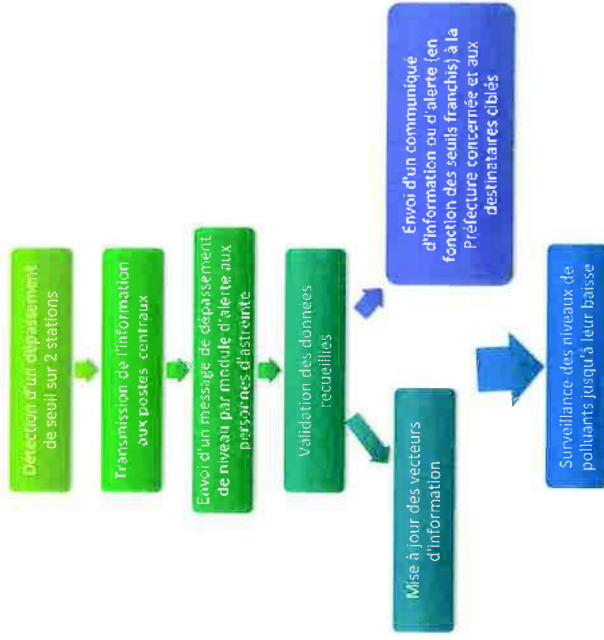 Détection d'un dépassement
de seuil sur 2 stations
Transmission de l'information
aux postes centraux
Envoi d'un message de dépassement
de niveau par module d'alerte aux
personnes d'astreinte
Validation des données
recueillies
Mise à jour des vecteurs
d'information
Envoi d'un communiqué
d'information ou d'alerte (en
fonction des seuils franchis) à la
Préfecture concernée et aux
destinataires ciblés
Surveillance des niveaux de
polluants jusqu'à leur baisse